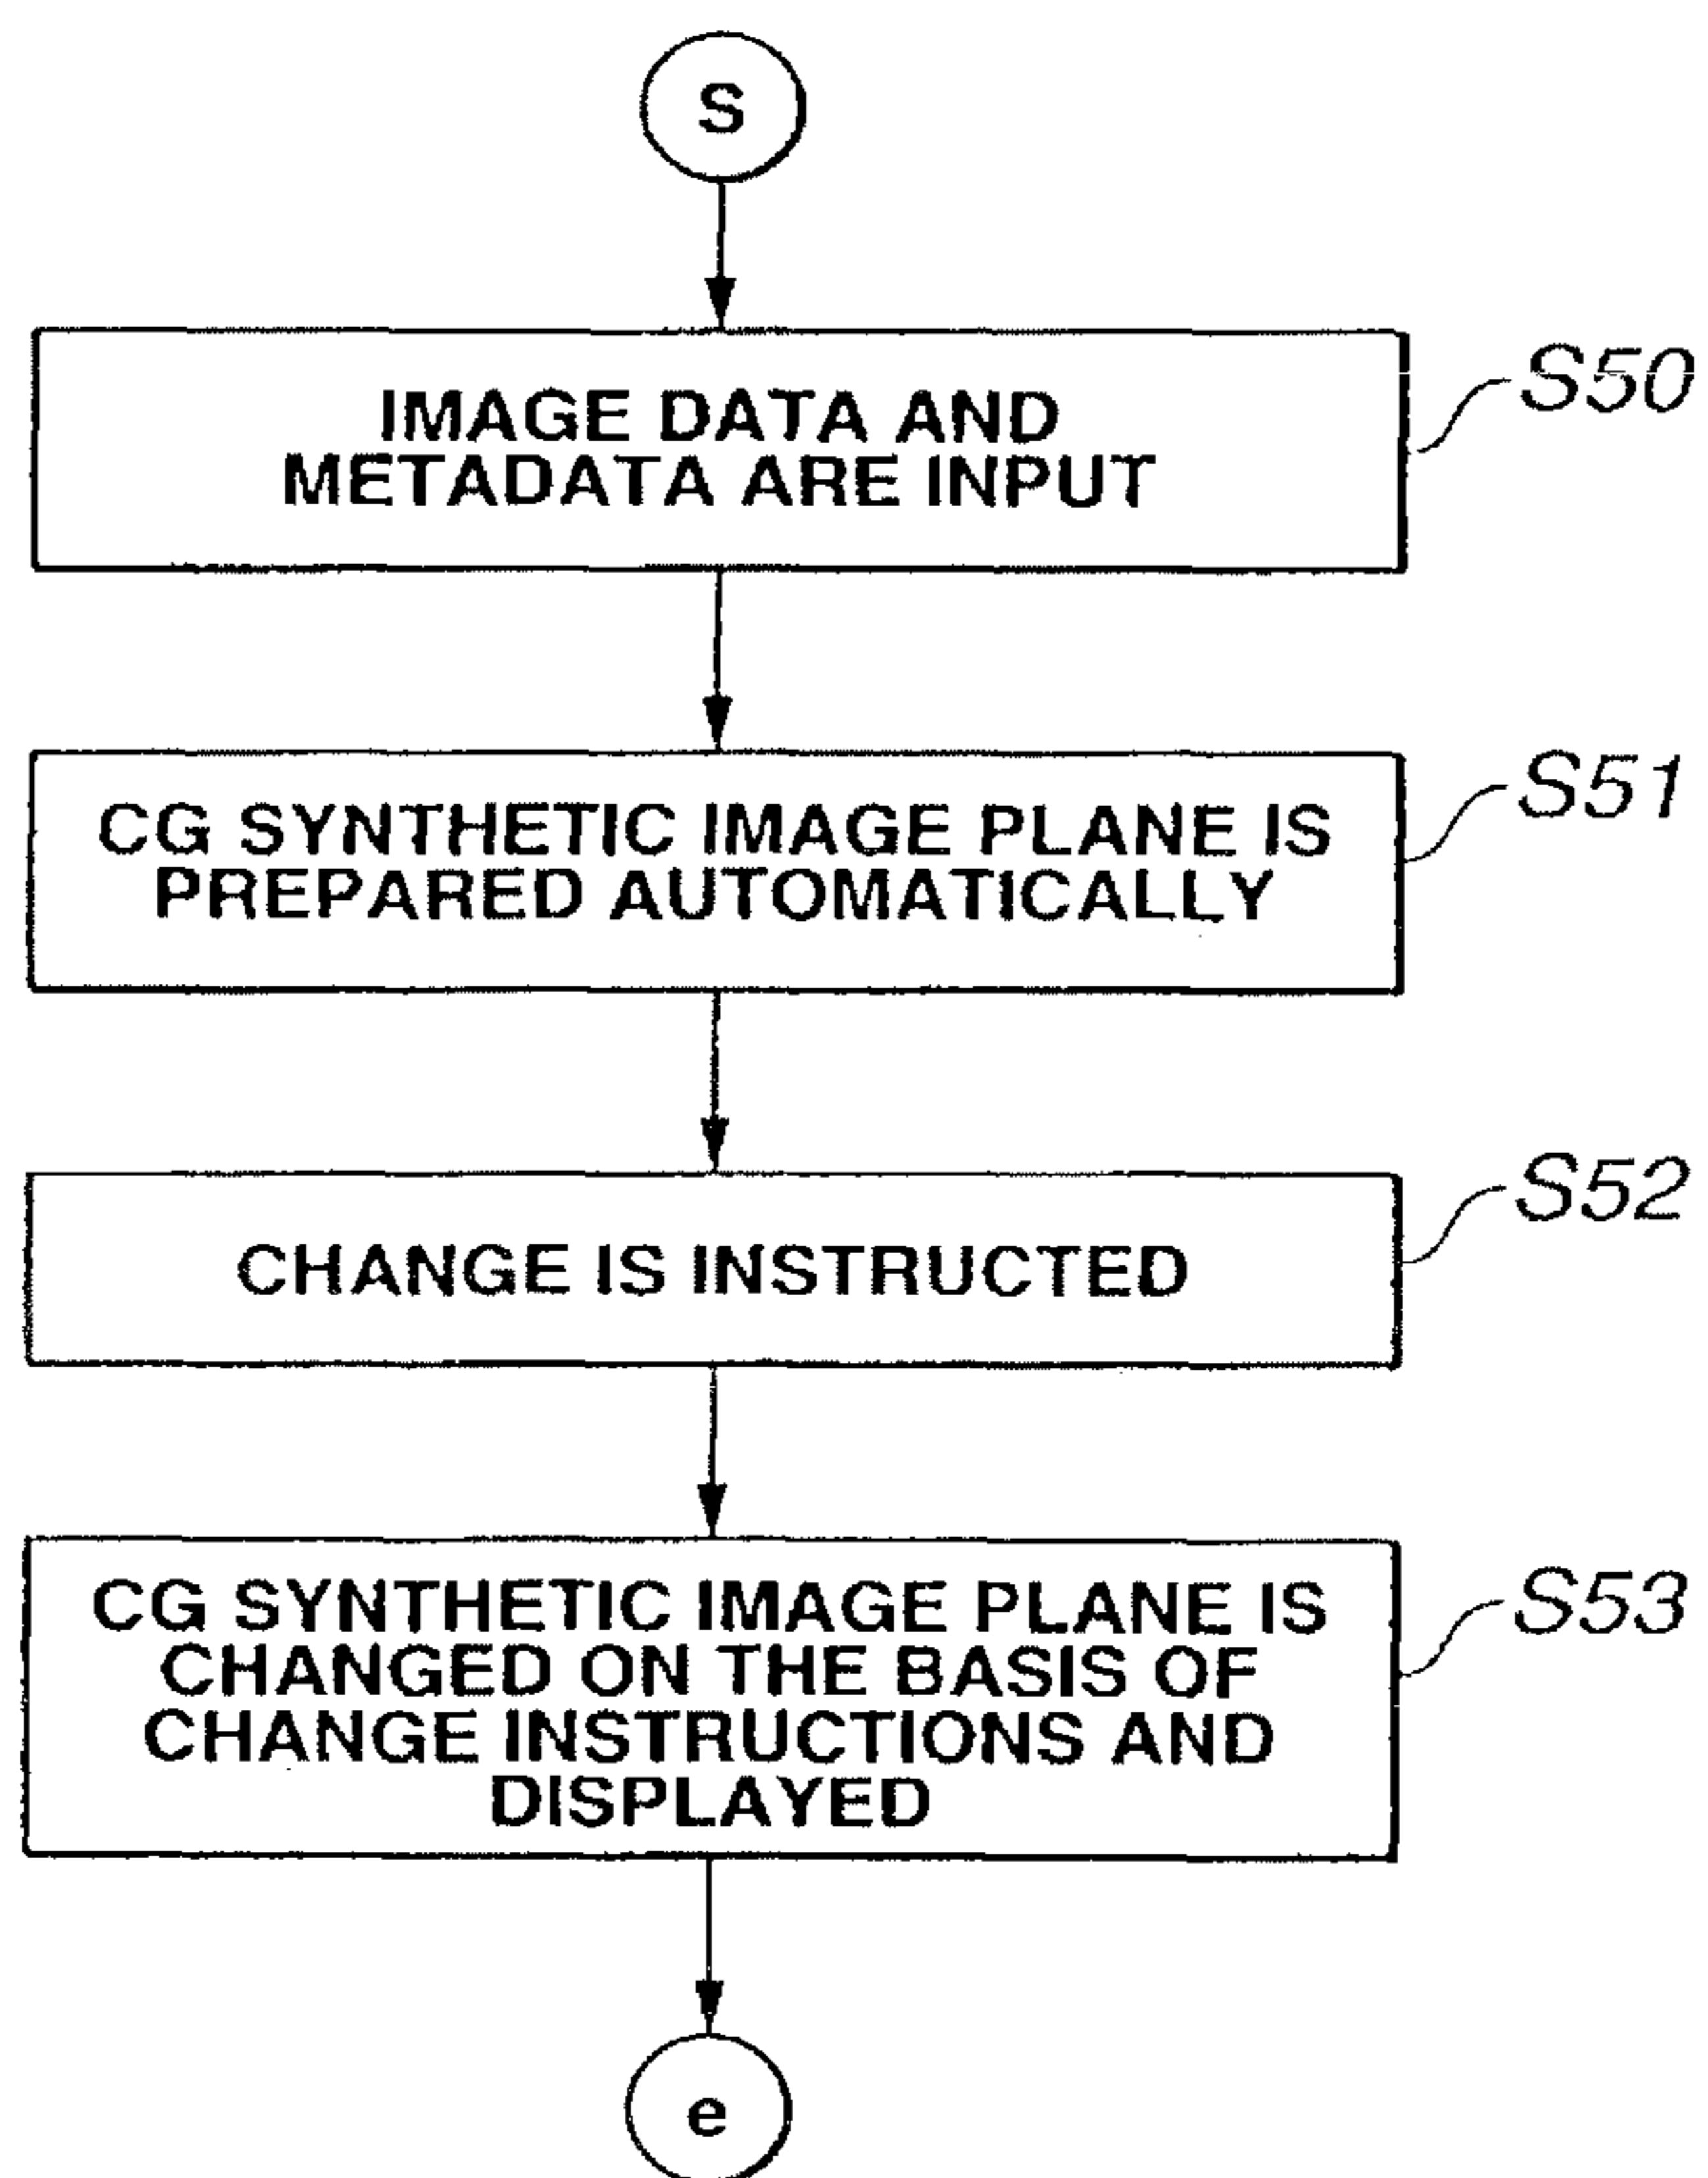 S
IMAGE DATA AND
METADATA ARE INPUT
S50
CG SYNTHETIC IMAGE PLANE IS
PREPARED AUTOMATICALLY
S51
CHANGE IS INSTRUCTED
S52
CG SYNTHETIC IMAGE PLANE IS
CHANGED ON THE BASIS OF
CHANGE INSTRUCTIONS AND
DISPLAYED
S53
e